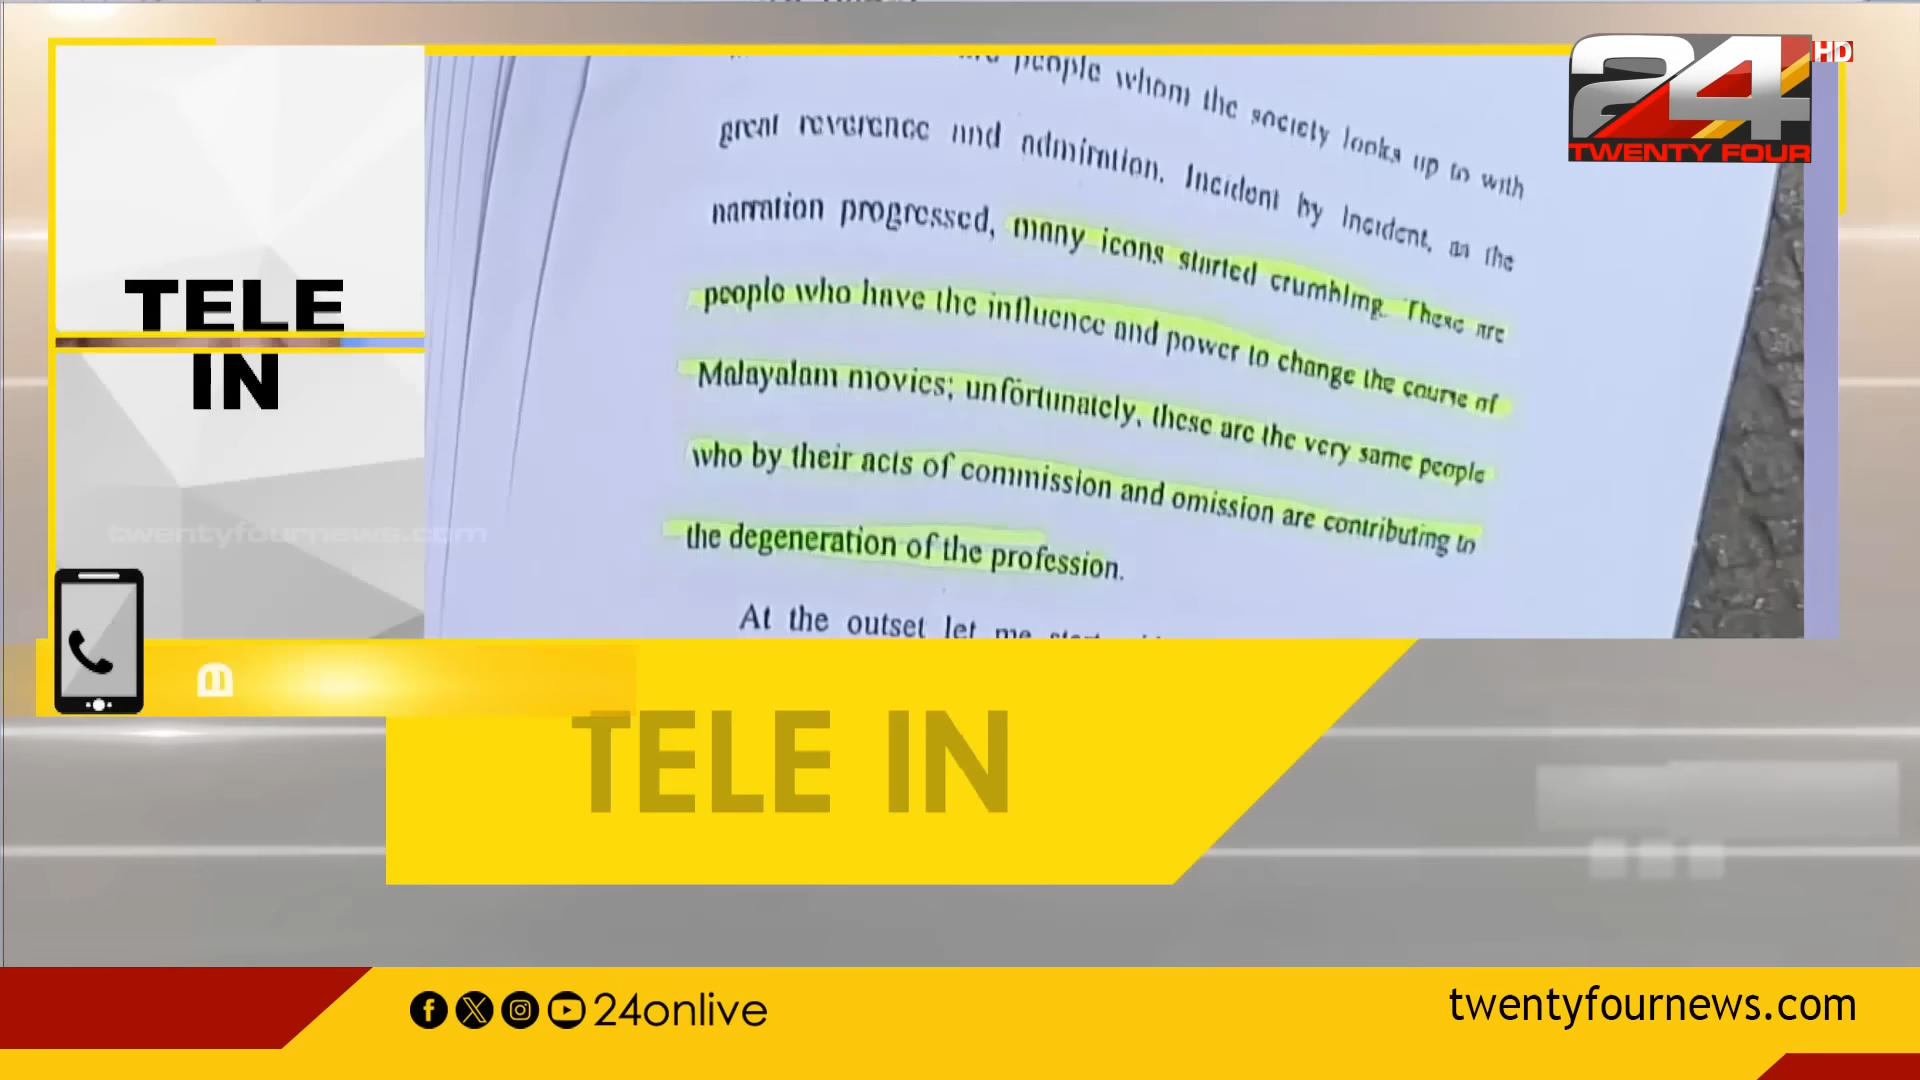 24
HD
TWENTY FOUR
people whom the society looks up to with
great reverence and admiration. Incident by Incident, as the
narration progressed, many icons started crumbling. These are
people who have the influence and power to change the course of
Malayalam movies; unfortunately, these are the very same people
who by their acts of commission and omission are contributing to
the degeneration of the profession.
At the outset let me
TELE
IN
twentyfournews.com
TELE IN
24onlive
twentyfournews.com